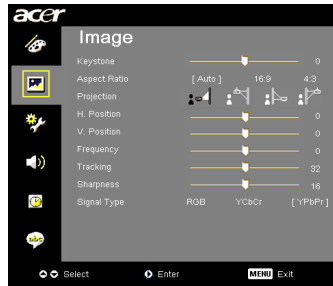 acer
Image
Keystone 0
Aspect Ratio [ Auto ] 16:9 4:3
Projection
H. Position 0
V. Position 0
Frequency 0
Tracking 32
Sharpness 16
Signal Type RGB YCbCr [ YPbPr ]
abc
Select Enter MENU Exit